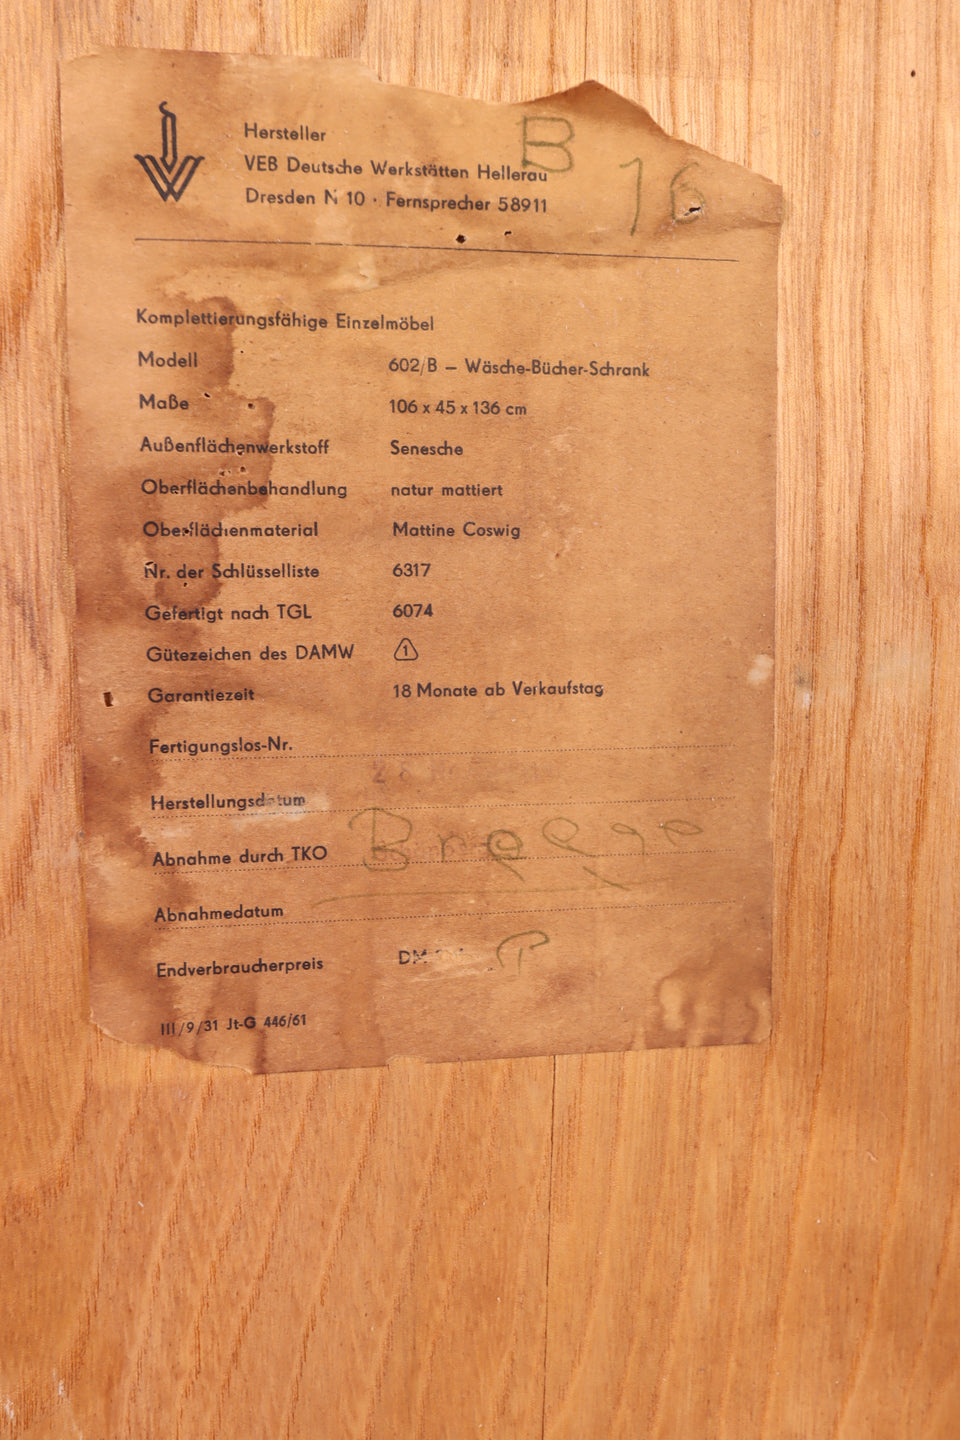 B 16
Hersteller
VEB Deutsche Werkstätten Hellerau
Dresden N 10 · Fernsprecher 58911
Komplettierungsfähige Einzelmöbel
Modell 602/B – Wäsche-Bücher-Schrank
Maße 106 x 45 x 136 cm
Außenflächenwerkstoff Senesche
Oberflächenbehandlung natur mattiert
Oberflächenmaterial Mattine Coswig
Nr. der Schlüsselliste 6317
Gefertigt nach TGL 6074
Gütezeichen des DAMW 1
Garantiezeit 18 Monate ab Verkaufstag
Fertigungslos-Nr.
Herstellungsdatum
Abnahme durch TKO
Abnahmedatum
Endverbraucherpreis DM
III/9/31 Jt-G 446/61